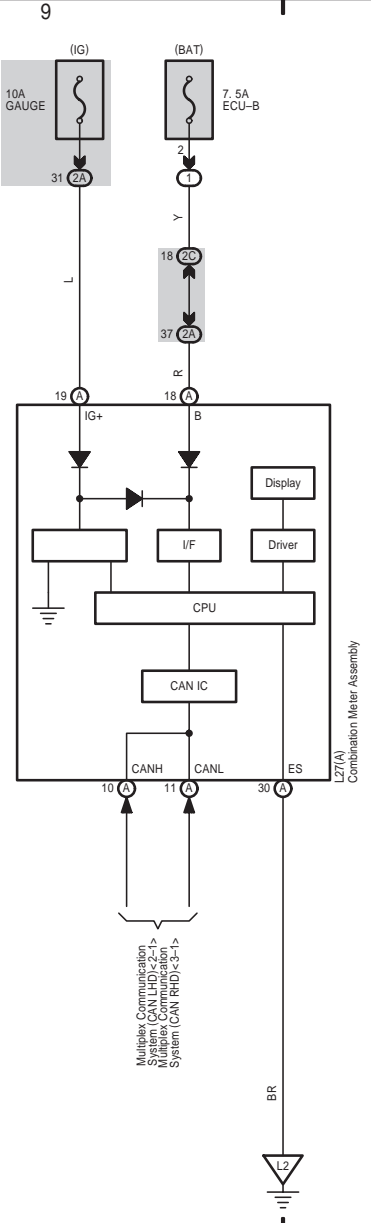 9
(IG)
(BAT)
10A
GAUGE
7. 5A
ECU–B
2
31
2A
1
L
Y
18
2C
37
2A
R
19
A
18
A
IG+
B
Display
I/F
Driver
CPU
CAN IC
L27(A)
Combination Meter Assembly
CANH
CANL
ES
10
A
11
A
30
A
Multiplex Communication
System (CAN LHD)<2–1>
Multiplex Communication
System (CAN RHD)<3–1>
BR
L2